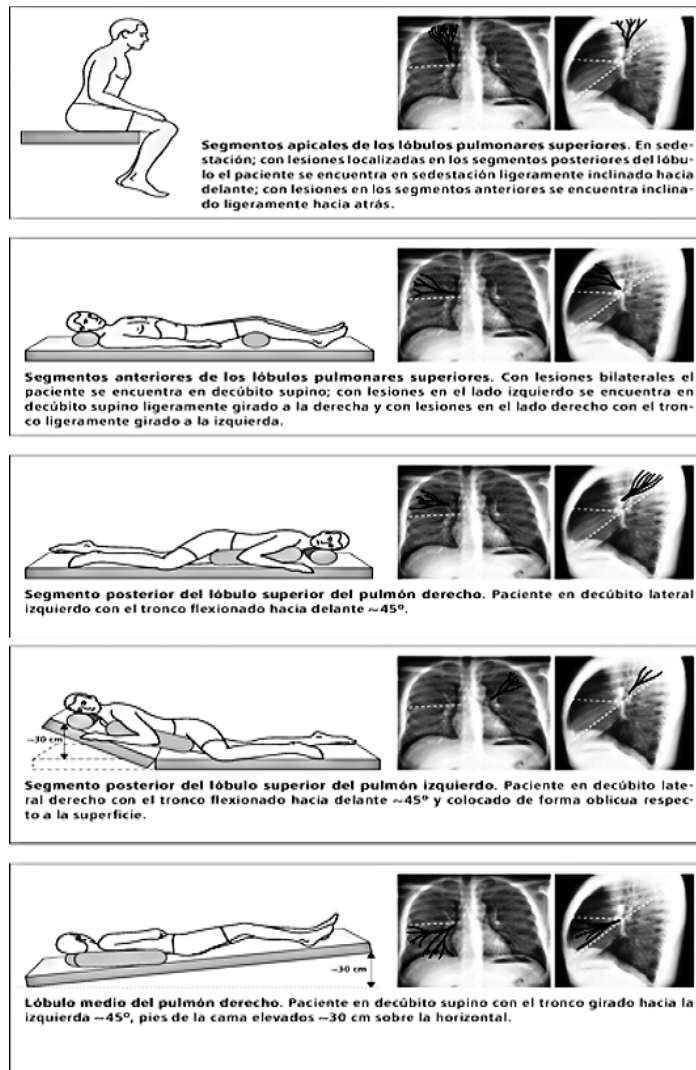 Segmentos apicales de los lóbulos pulmonares superiores. En sede-
stación; con lesiones localizadas en los segmentos posteriores del lóbu-
lo el paciente se encuentra en sedestación ligeramente inclinado hacia
delante; con lesiones en los segmentos anteriores se encuentra inclina-
do ligeramente hacia atrás.
Segmentos anteriores de los lóbulos pulmonares superiores. Con lesiones bilaterales el
paciente se encuentra en decúbito supino; con lesiones en el lado izquierdo se encuentra en
decúbito supino ligeramente girado a la derecha y con lesiones en el lado derecho con el tron-
co ligeramente girado a la izquierda.
Segmento posterior del lóbulo superior del pulmón derecho. Paciente en decúbito lateral
izquierdo con el tronco flexionado hacia delante ~45º.
~30 cm
Segmento posterior del lóbulo superior del pulmón izquierdo. Paciente en decúbito late-
ral derecho con el tronco flexionado hacia delante ~45º y colocado de forma oblicua respec-
to a la superficie.
~30 cm
Lóbulo medio del pulmón derecho. Paciente en decúbito supino con el tronco girado hacia la
izquierda ~45º, pies de la cama elevados ~30 cm sobre la horizontal.